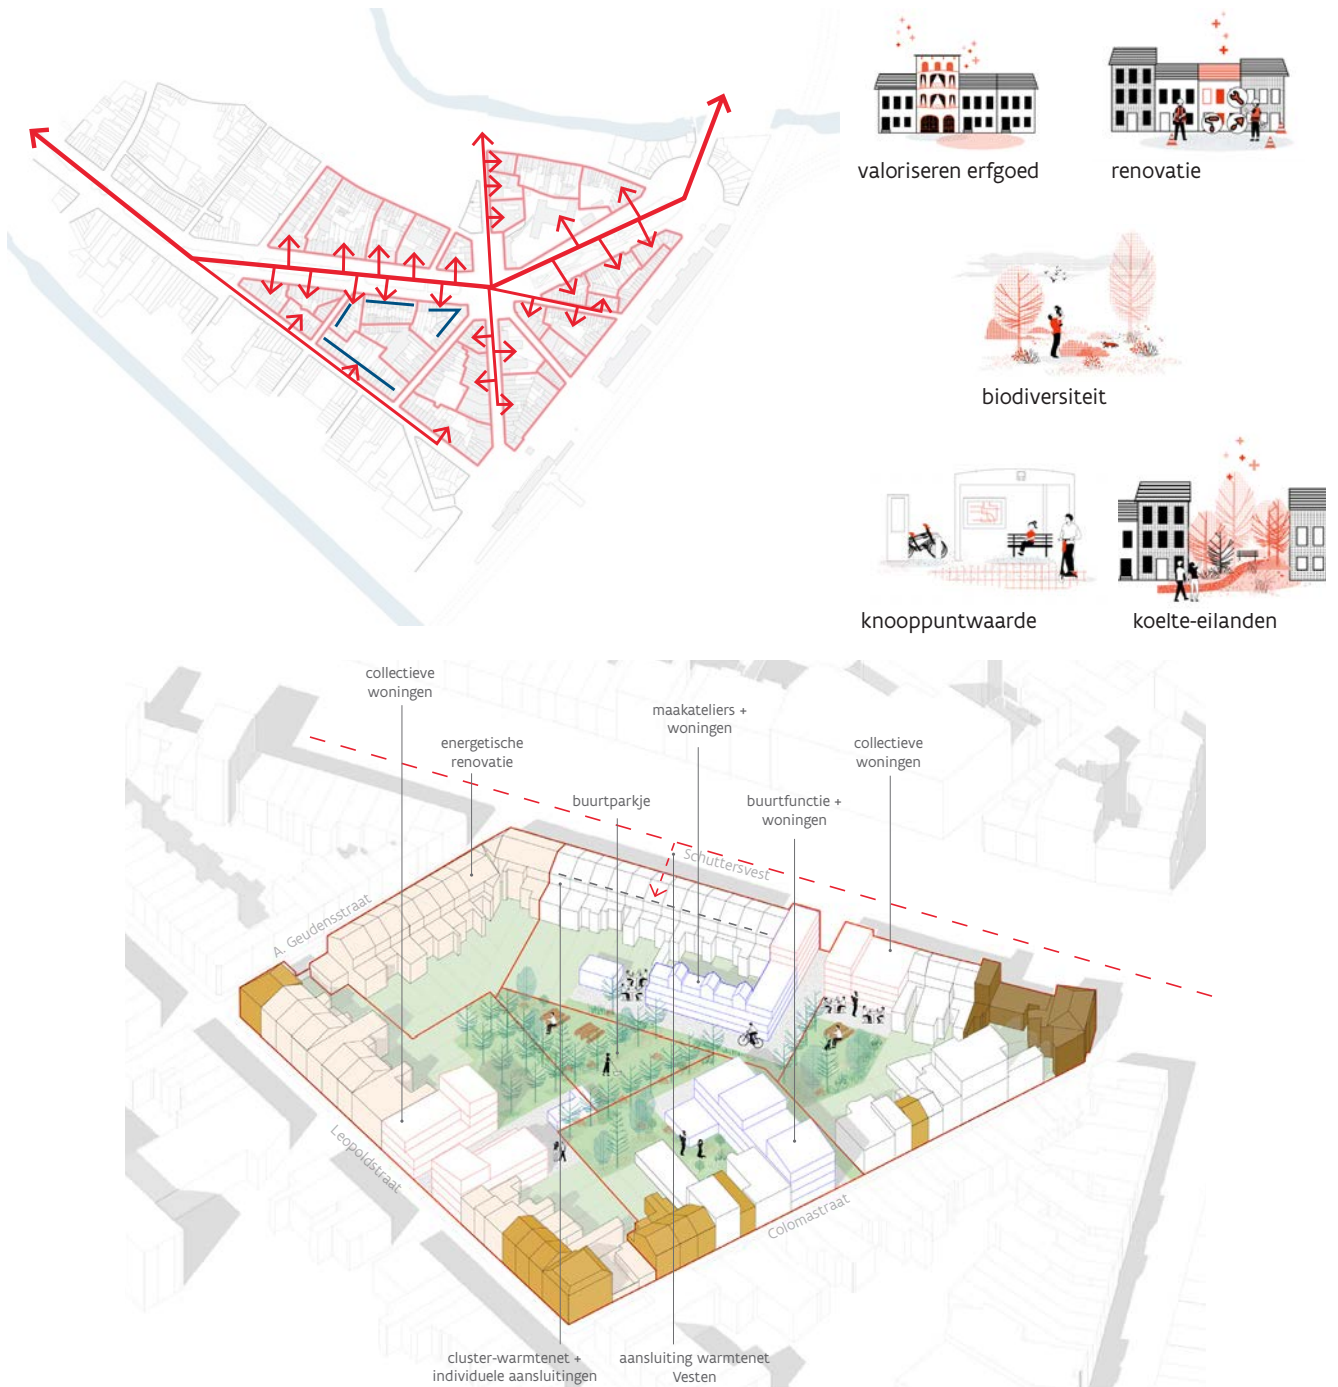 valoriseren erfgoed
renovatie
biodiversiteit
knooppuntwaarde
koelte-eilanden
collectieve
woningen
energetische
renovatie
buurtparkje
maakateliers +
woningen
buurtfunctie +
woningen
collectieve
woningen
Schuttersvest
A. Geudensstraat
Leopoldstraat
Colomastraat
cluster-warmtenet +
individuele aansluitingen
aansluiting warmtenet
Vesten